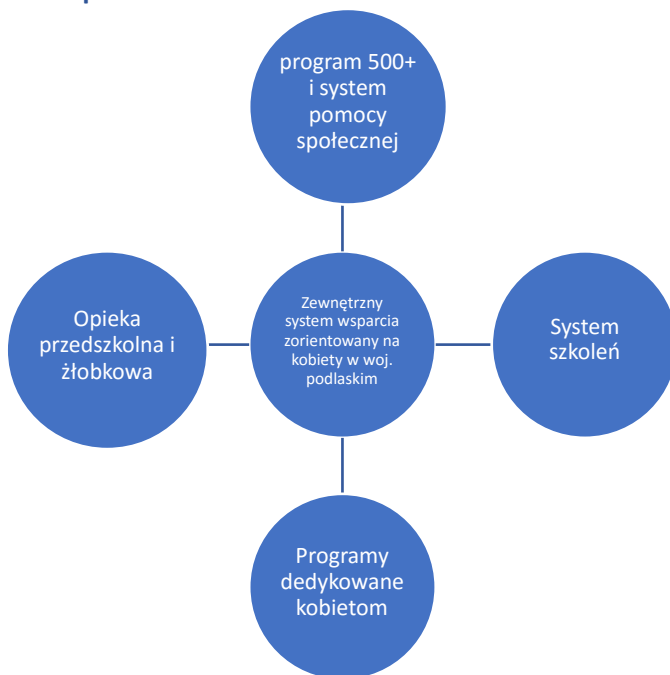 program 500+
i system
pomocy
społecznej
Opieka
przedszkolna i
żłobkowa
Zewnętrzny
system wsparcia
zorientowany na
kobiety w woj.
podlaskim
System
szkoleń
Programy
dedykowane
kobietom